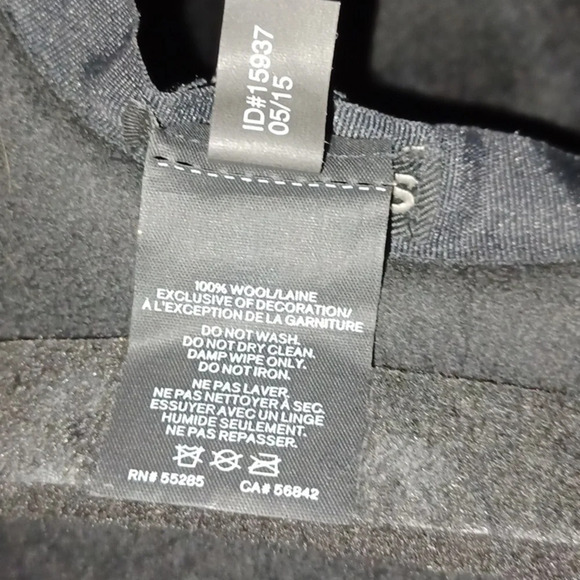 ID#15937
05/15
100% WOOL/LAINE
EXCLUSIVE OF DECORATION/
À L'EXCEPTION DE LA GARNITURE
DO NOT WASH.
DO NOT DRY CLEAN.
DAMP WIPE ONLY.
DO NOT IRON.
NE PAS LAVER.
NE PAS NETTOYER À SEC.
ESSUYER AVEC UN LINGE
HUMIDE SEULEMENT.
NE PAS REPASSER.
RN# 55285 CA# 56842